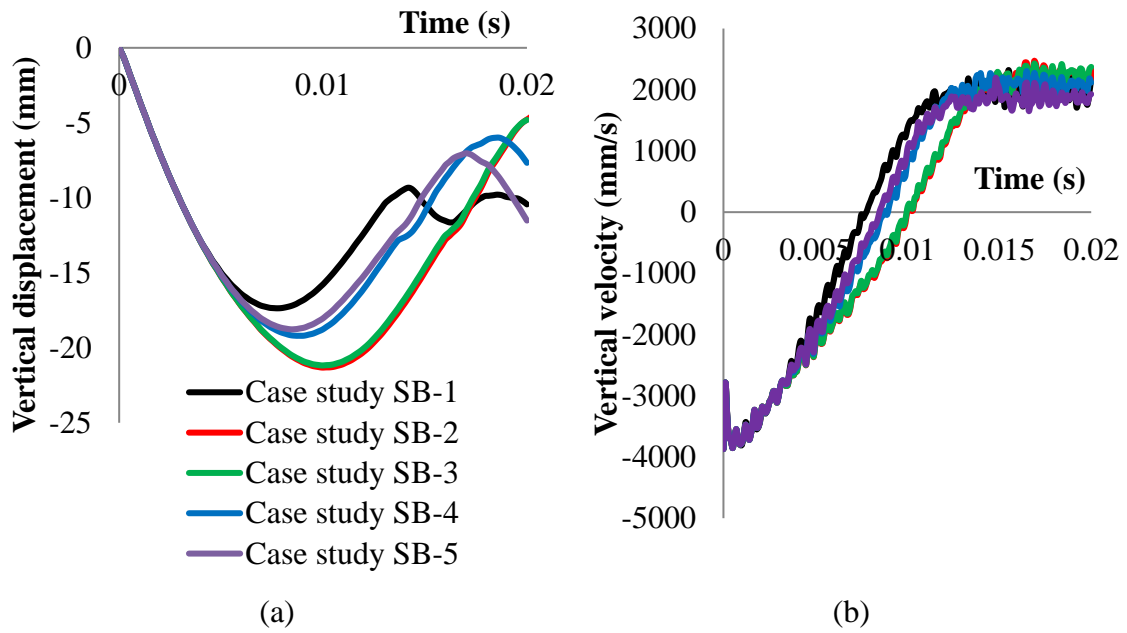 Time (s)
0
-5
-10
-15
-20
-25
0
0.01
0.02
Vertical displacement (mm)
Case study SB-1
Case study SB-2
Case study SB-3
Case study SB-4
Case study SB-5
(a)
3000
2000
1000
0
-1000
-2000
-3000
-4000
-5000
Time (s)
0
0.005
0.01
0.015
0.02
Vertical velocity (mm/s)
(b)